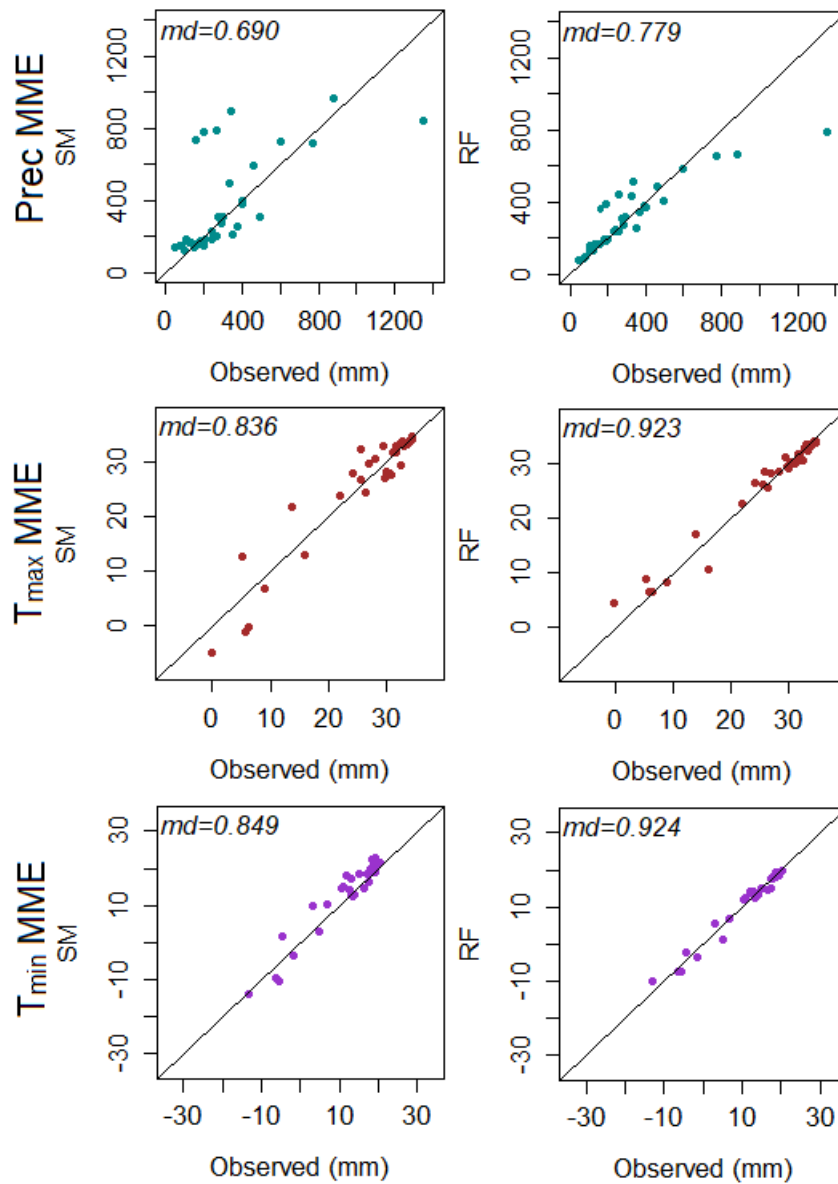 Prec MME
SM
md=0.690
0 400 800 1200
0 400 800 1200
Observed (mm)
RF
md=0.779
0 400 800 1200
0 400 800 1200
Observed (mm)
Tmax MME
SM
md=0.836
0 10 20 30
0 10 20 30
Observed (mm)
RF
md=0.923
0 10 20 30
0 10 20 30
Observed (mm)
Tmin MME
SM
md=0.849
-30 -10 10 30
-30 -10 10 30
Observed (mm)
RF
md=0.924
-30 -10 10 30
-30 -10 10 30
Observed (mm)